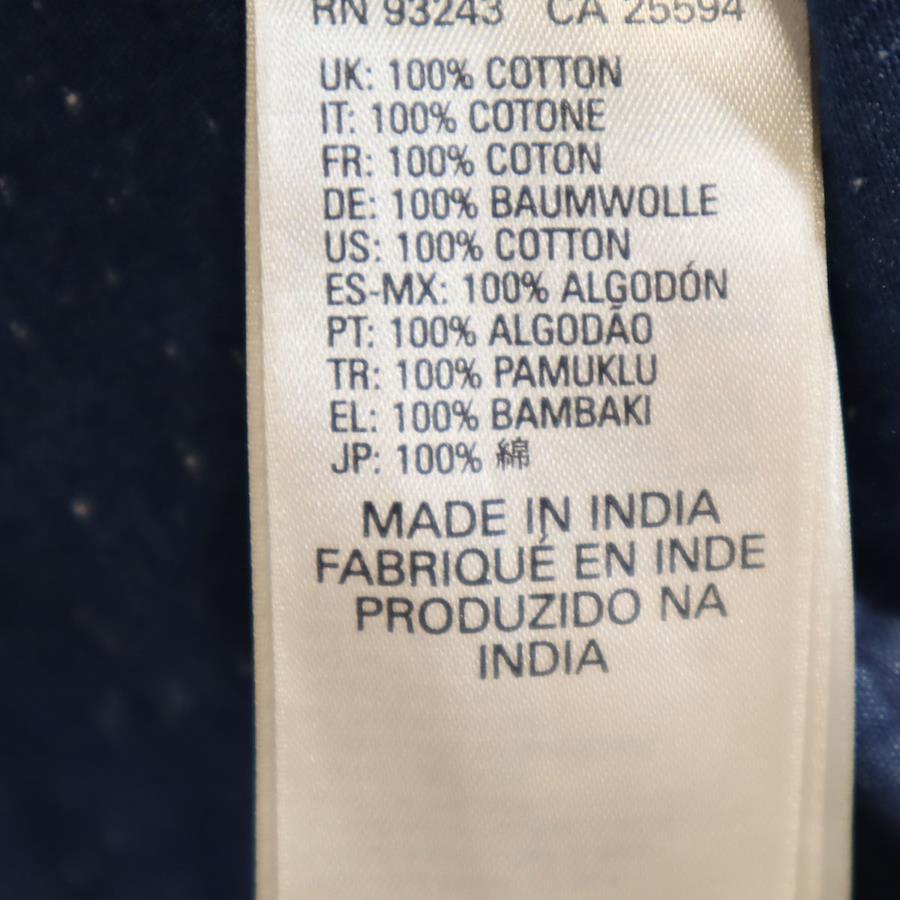 RN 93243 CA 25594
UK: 100% COTTON
IT: 100% COTONE
FR: 100% COTON
DE: 100% BAUMWOLLE
US: 100% COTTON
ES-MX: 100% ALGODÓN
PT: 100% ALGODÃO
TR: 100% PAMUKLU
EL: 100% BAMBAKI
JP: 100% 綿
MADE IN INDIA
FABRIQUÉ EN INDE
PRODUZIDO NA
INDIA